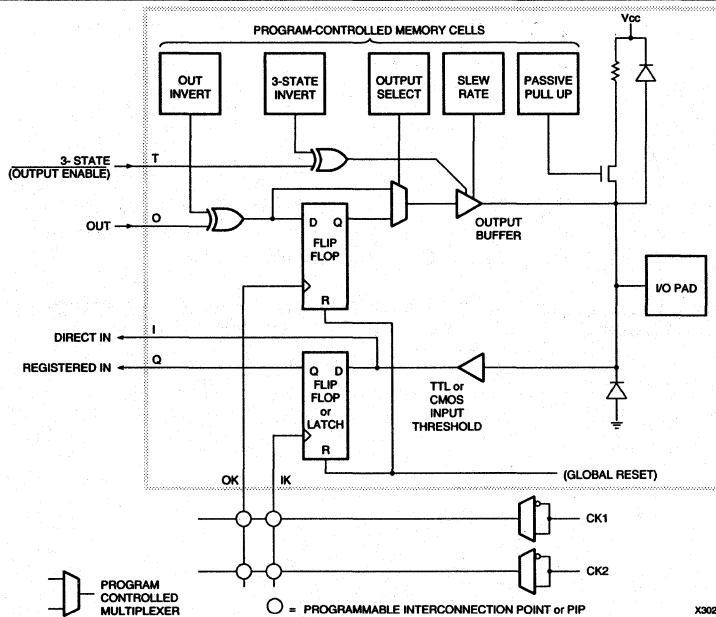 PROGRAM-CONTROLLED MEMORY CELLS
Vcc
OUT
INVERT
3-STATE
INVERT
OUTPUT
SELECT
SLEW
RATE
PASSIVE
PULL UP
3- STATE
(OUTPUT ENABLE)
T
OUT
O
D Q
FLIP
FLOP
R
OUTPUT
BUFFER
I/O PAD
DIRECT IN
I
REGISTERED IN
Q
Q D
FLIP
FLOP
or
LATCH
R
TTL or
CMOS
INPUT
THRESHOLD
OK
IK
(GLOBAL RESET)
CK1
CK2
PROGRAM
CONTROLLED
MULTIPLEXER
= PROGRAMMABLE INTERCONNECTION POINT or PIP
X302